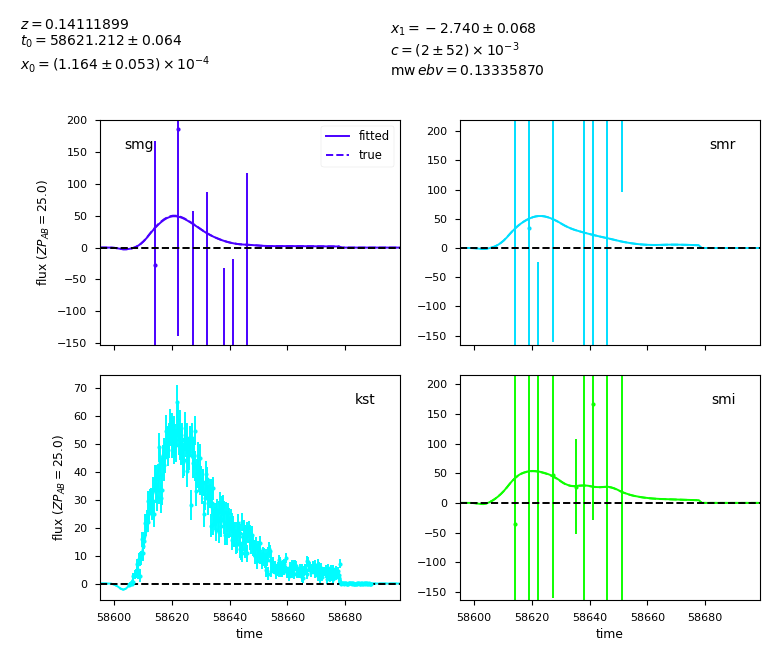 z = 0.14111899
t₀ = 58621.212 ± 0.064
x₀ = (1.164 ± 0.053) × 10⁻⁴
x₁ = −2.740 ± 0.068
c = (2 ± 52) × 10⁻³
mw ebv = 0.13335870
smg
fitted
true
200
150
100
50
0
−50
−100
−150
flux (ZP_AB = 25.0)
smr
200
150
100
50
0
−50
−100
−150
kst
70
60
50
40
30
20
10
0
flux (ZP_AB = 25.0)
58600 58620 58640 58660 58680
time
smi
200
150
100
50
0
−50
−100
−150
58600 58620 58640 58660 58680
time